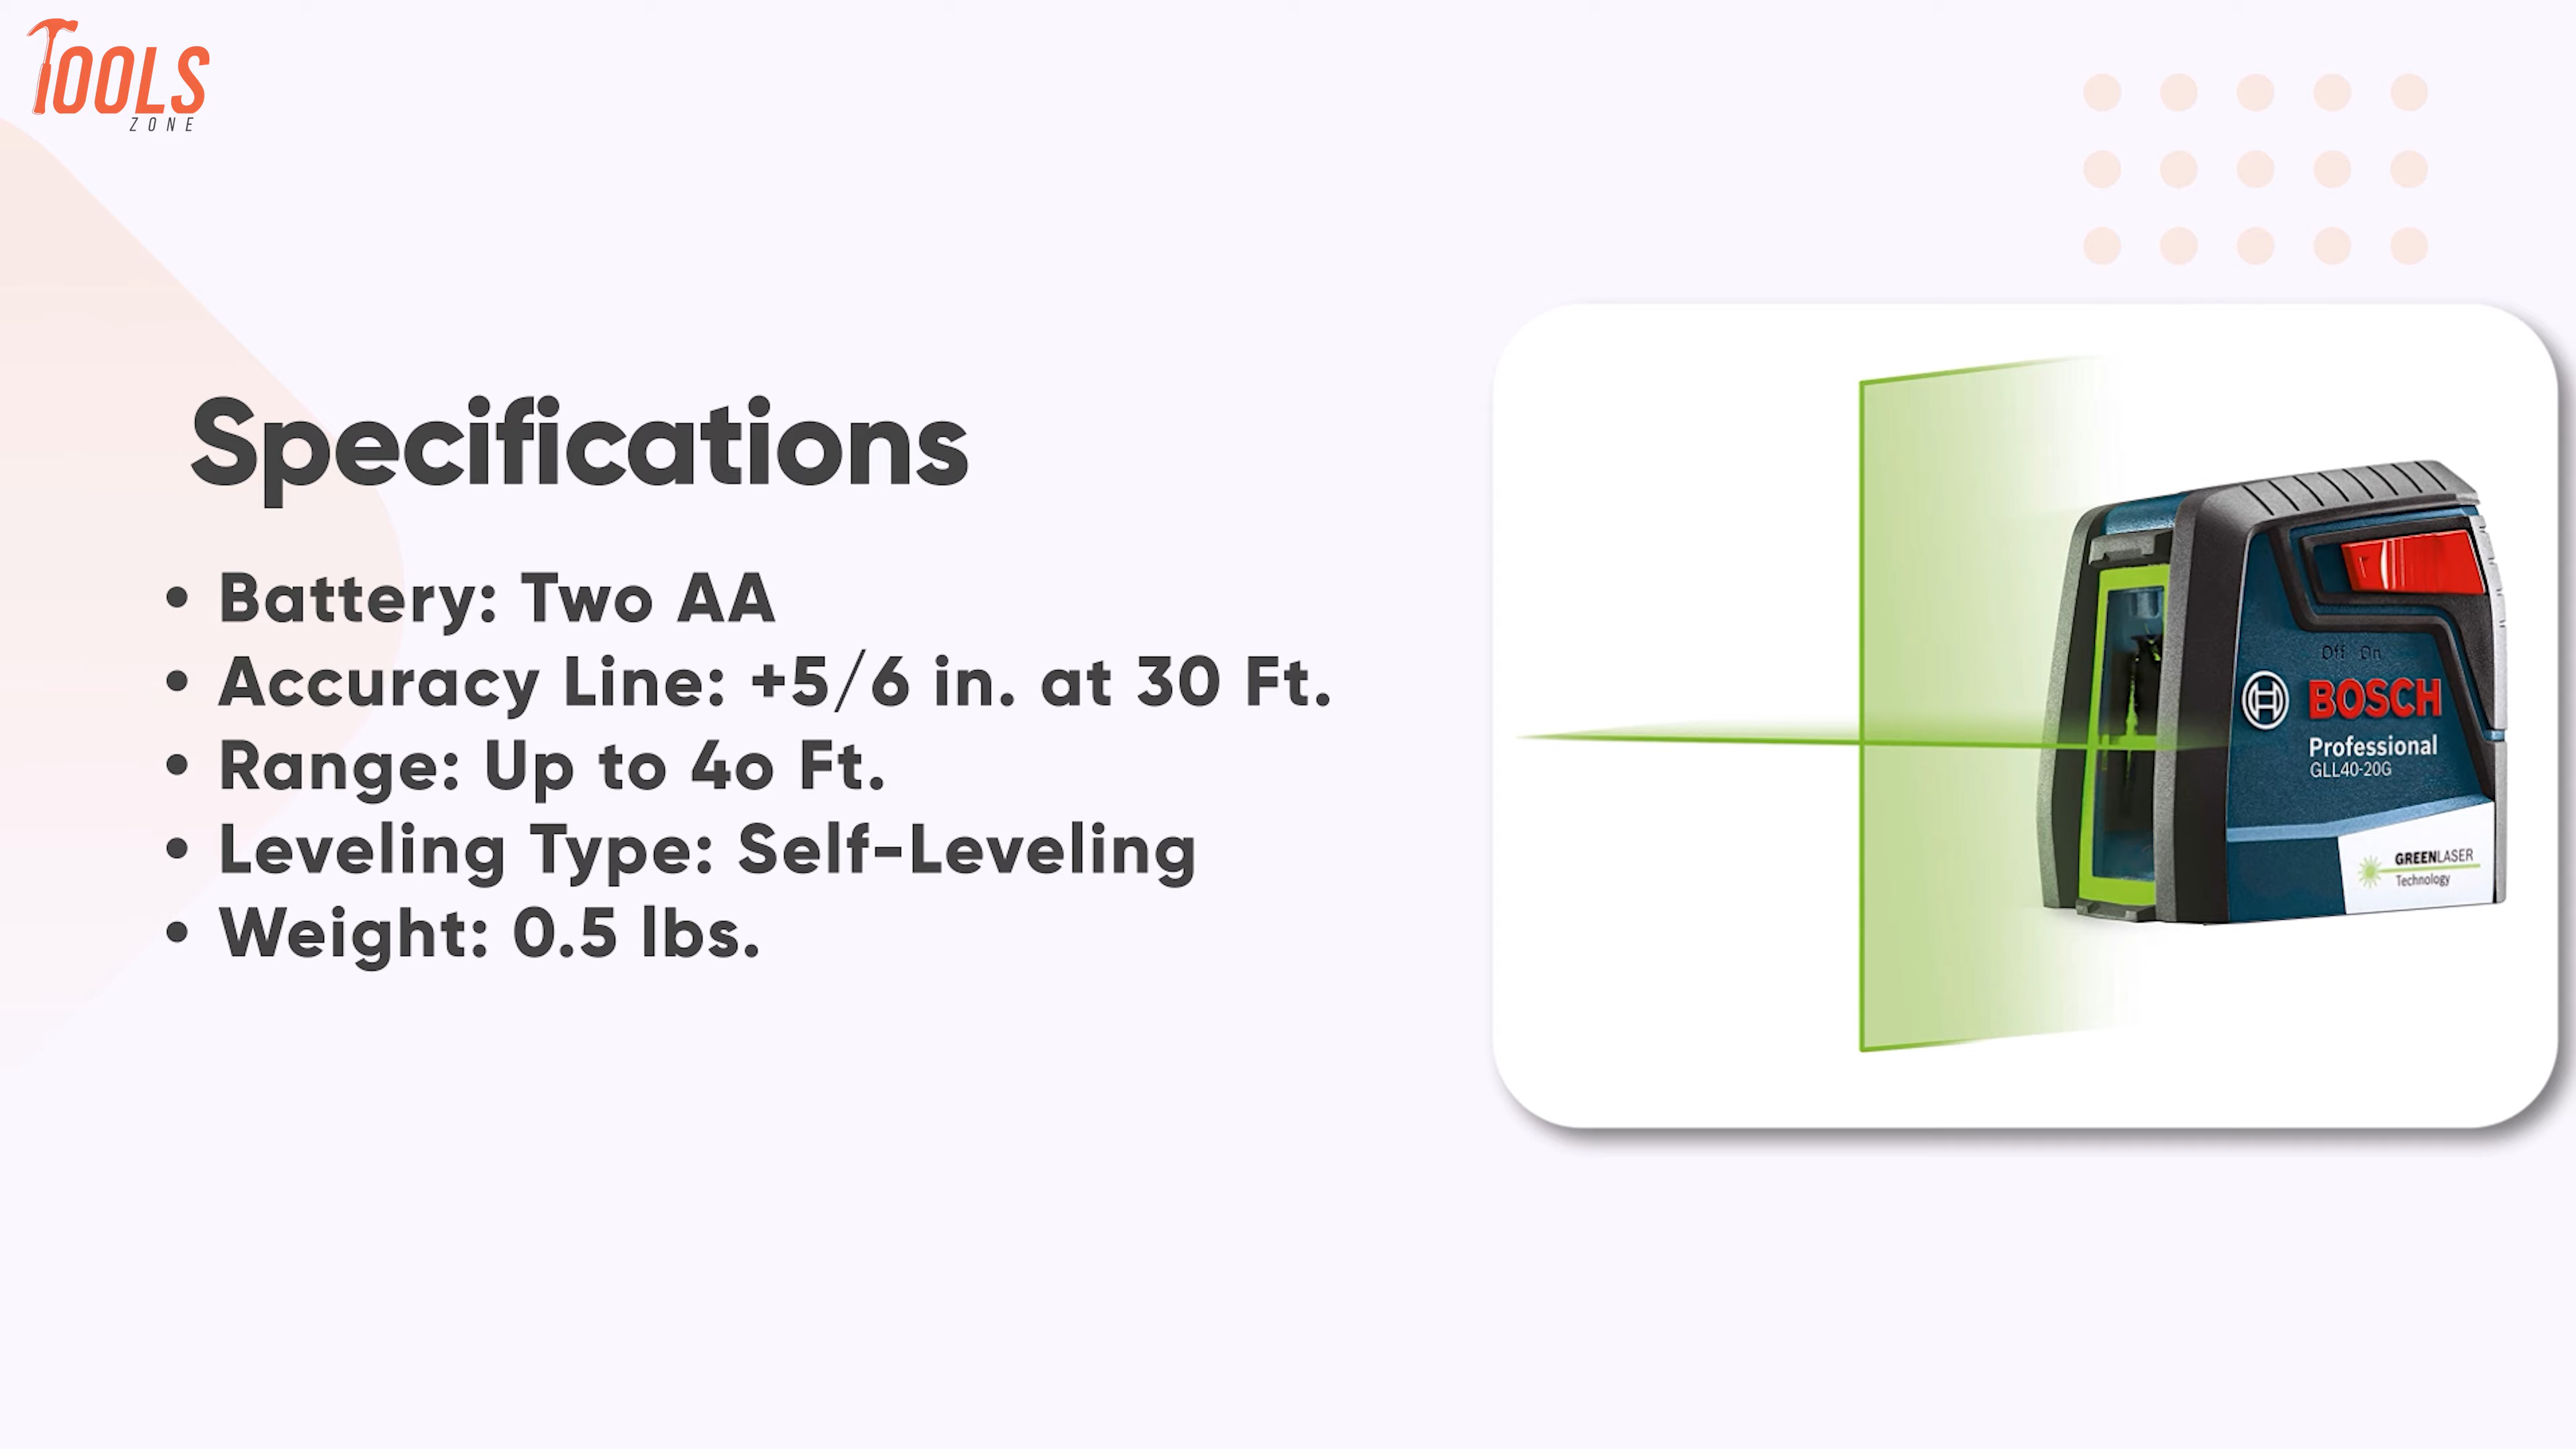 TOOLS
ZONE
Specifications
• Battery: Two AA
• Accuracy Line: +5/6 in. at 30 Ft.
• Range: Up to 4o Ft.
• Leveling Type: Self-Leveling
• Weight: 0.5 lbs.
Off On
BOSCH
Professional
GLL40-20G
GREENLASER
Technology